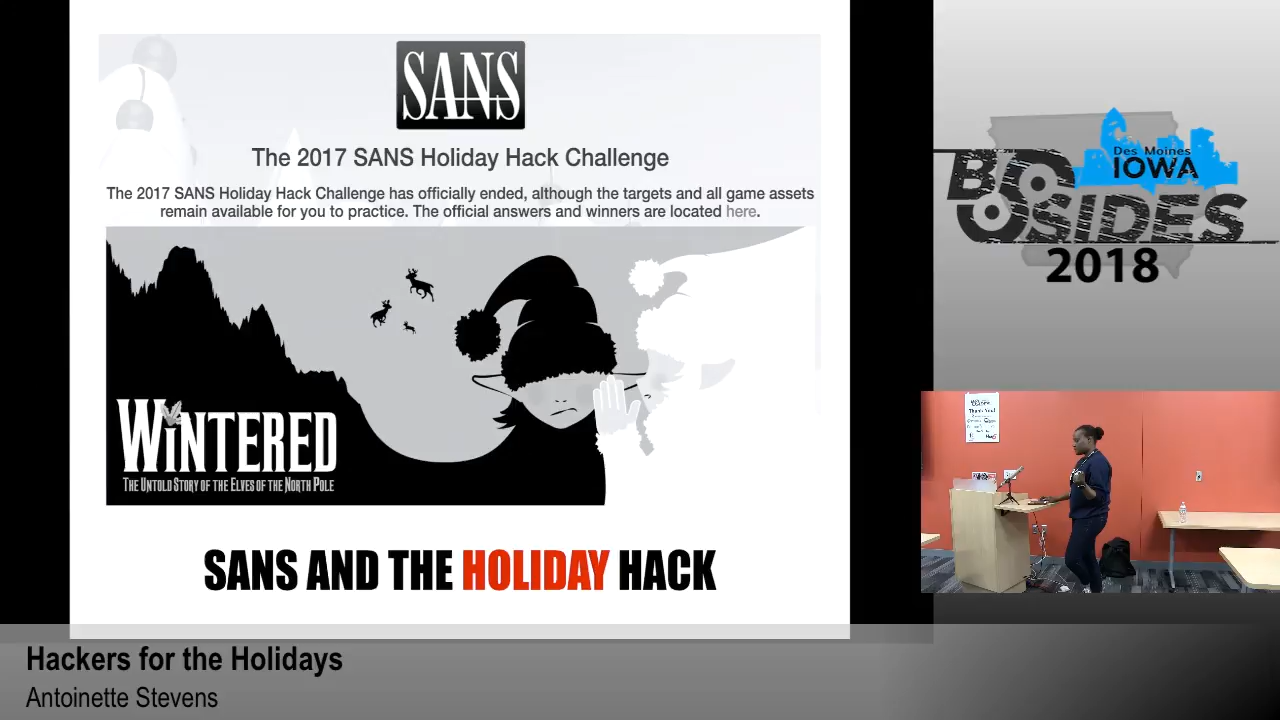 SANS
The 2017 SANS Holiday Hack Challenge
The 2017 SANS Holiday Hack Challenge has officially ended, although the targets and all game assets
remain available for you to practice. The official answers and winners are located here.
WINTERED
THE UNTOLD STORY OF THE ELVES OF THE NORTH POLE
SANS AND THE HOLIDAY HACK
Des Moines
IOWA
BSIDES
2018
Thank You!
Hackers for the Holidays
Antoinette Stevens